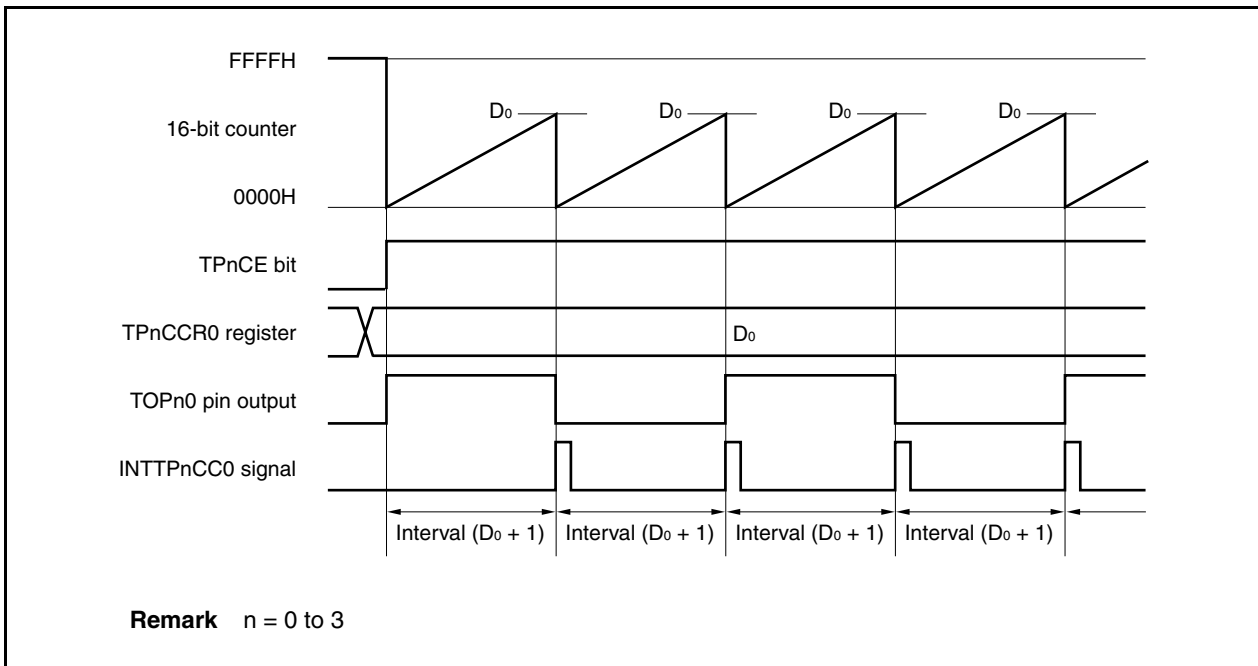 FFFFH
D0 D0 D0 D0
16-bit counter
0000H
TPnCE bit
TPnCCR0 register
D0
TOPn0 pin output
INTTPnCC0 signal
Interval (D0 + 1) Interval (D0 + 1) Interval (D0 + 1) Interval (D0 + 1)
Remark n = 0 to 3